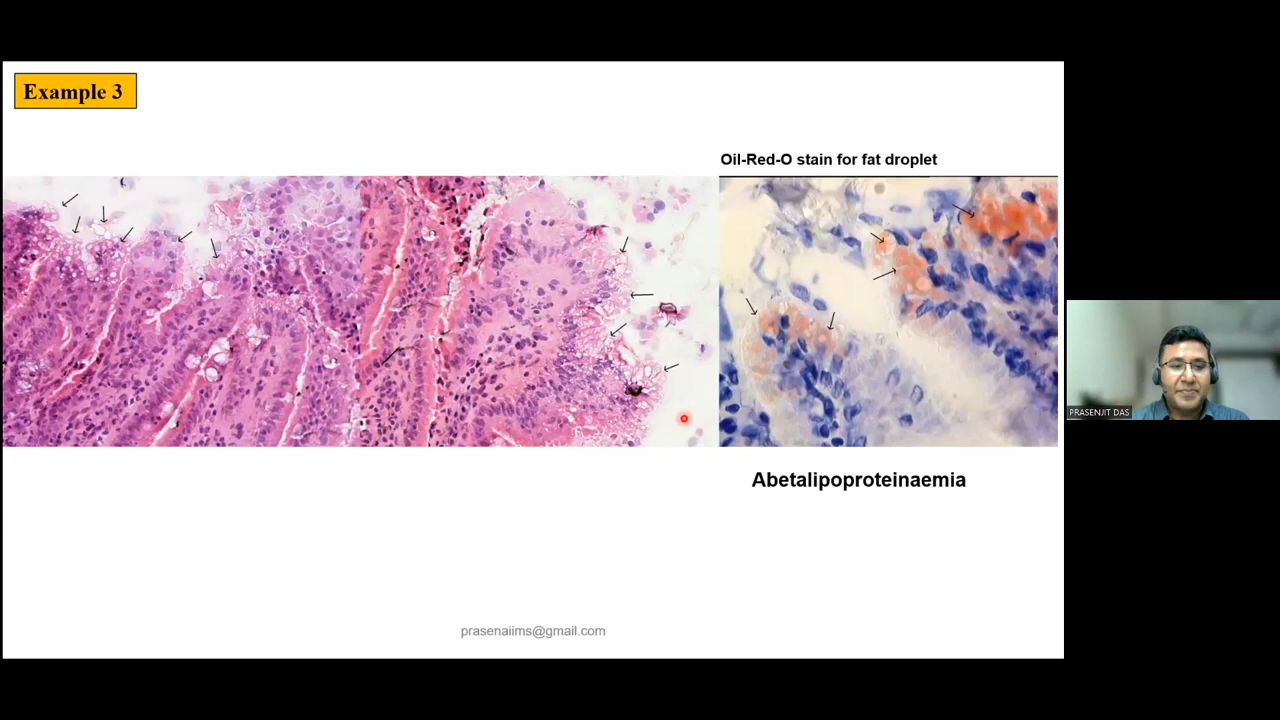 Example 3
Oil-Red-O stain for fat droplet
Abetalipoproteinaemia
prasenaiims@gmail.com
PRASENJIT DAS